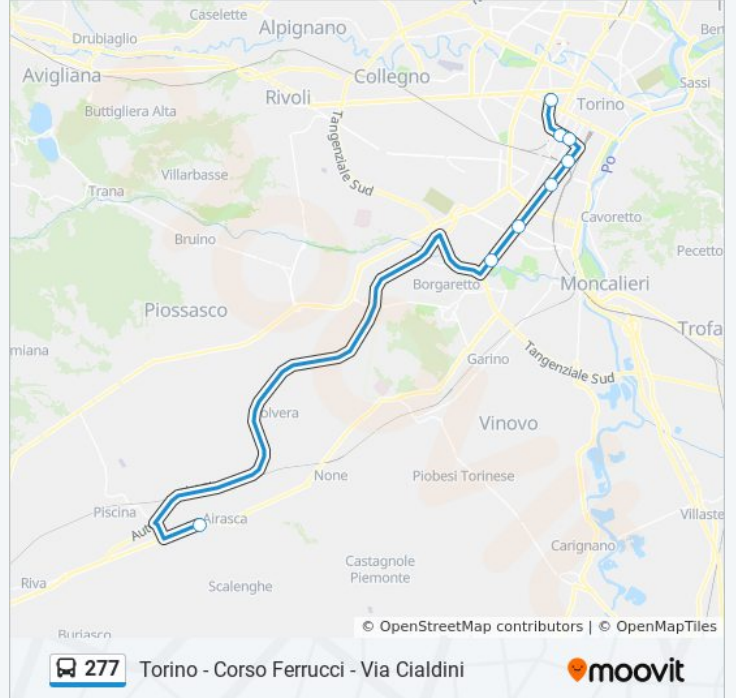 Caselette
Alpignano
Drubiaglio
Avigliana
Collegno
Rivoli
Buttigliera Alta
Torino
Sassi
Tangenziale Sud
Po
Villarbasse
Trana
Cavoretto
Bruino
Pecetto
Borgaretto
Moncalieri
Piossasco
Trofa
miana
Garino
Tangenziale Sud
olvera
Vinovo
None
Piobesi Torinese
Piscina
Aut
Airasca
Villaste
Carignano
Castagnole
Piemonte
Riva
Scalenghe
Buriasco
© OpenStreetMap contributors | © OpenMapTiles
277 Torino - Corso Ferrucci - Via Cialdini
moovit